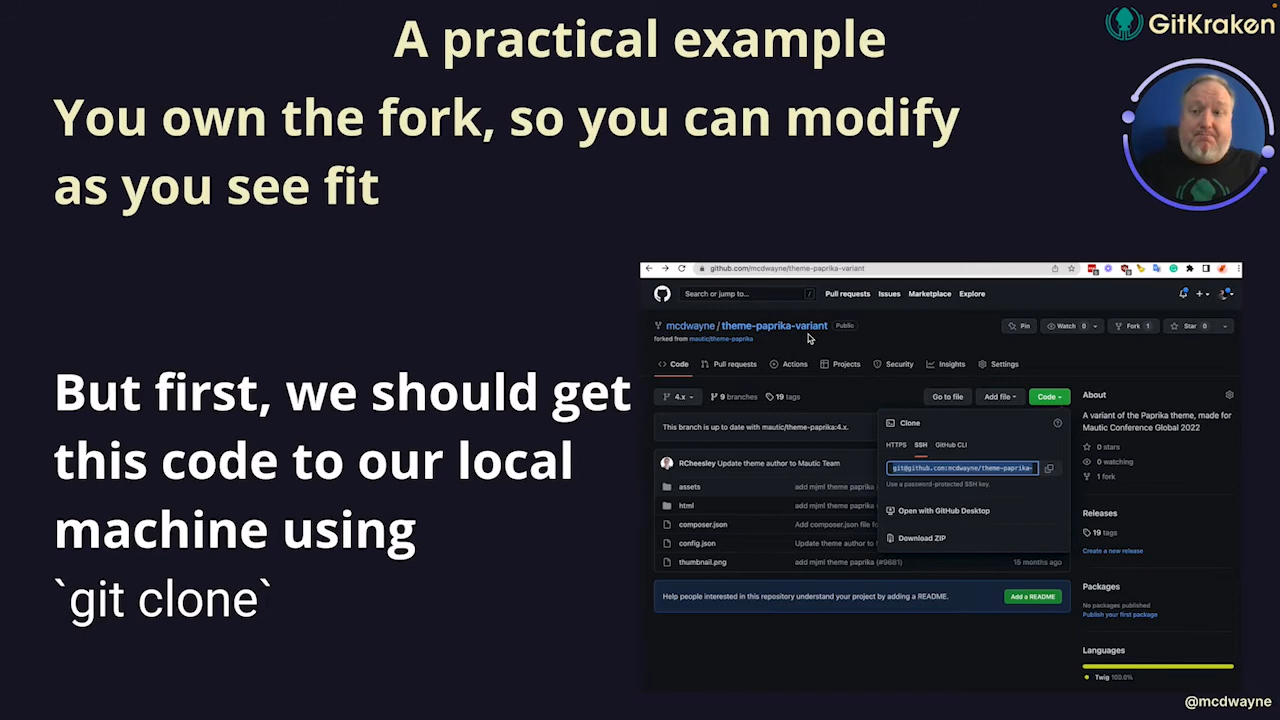 A practical example
GitKraken
You own the fork, so you can modify
as you see fit
But first, we should get
this code to our local
machine using
`git clone`
github.com/mcdwayne/theme-paprika-variant
Search or jump to... /
Pull requests Issues Marketplace Explore
mcdwayne / theme-paprika-variant Public
forked from mautic/theme-paprika
Pin Watch 0 Fork 1 Star 0
Code Pull requests Actions Projects Security Insights Settings
4.x 9 branches 19 tags Go to file Add file Code
This branch is up to date with mautic/theme-paprika:4.x.
RCheesley Update theme author to Mautic Team
assets add mjml theme paprika
html add mjml theme paprika
composer.json Add composer.json file fo
config.json Update theme author to
thumbnail.png add mjml theme paprika (#9681) 15 months ago
Clone
HTTPS SSH GitHub CLI
git@github.com:mcdwayne/theme-paprika-
Use a password-protected SSH key.
Open with GitHub Desktop
Download ZIP
Help people interested in this repository understand your project by adding a README. Add a README
About
A variant of the Paprika theme, made for
Mautic Conference Global 2022
0 stars
0 watching
1 fork
Releases
19 tags
Create a new release
Packages
No packages published
Publish your first package
Languages
Twig 100.0%
@mcdwayne